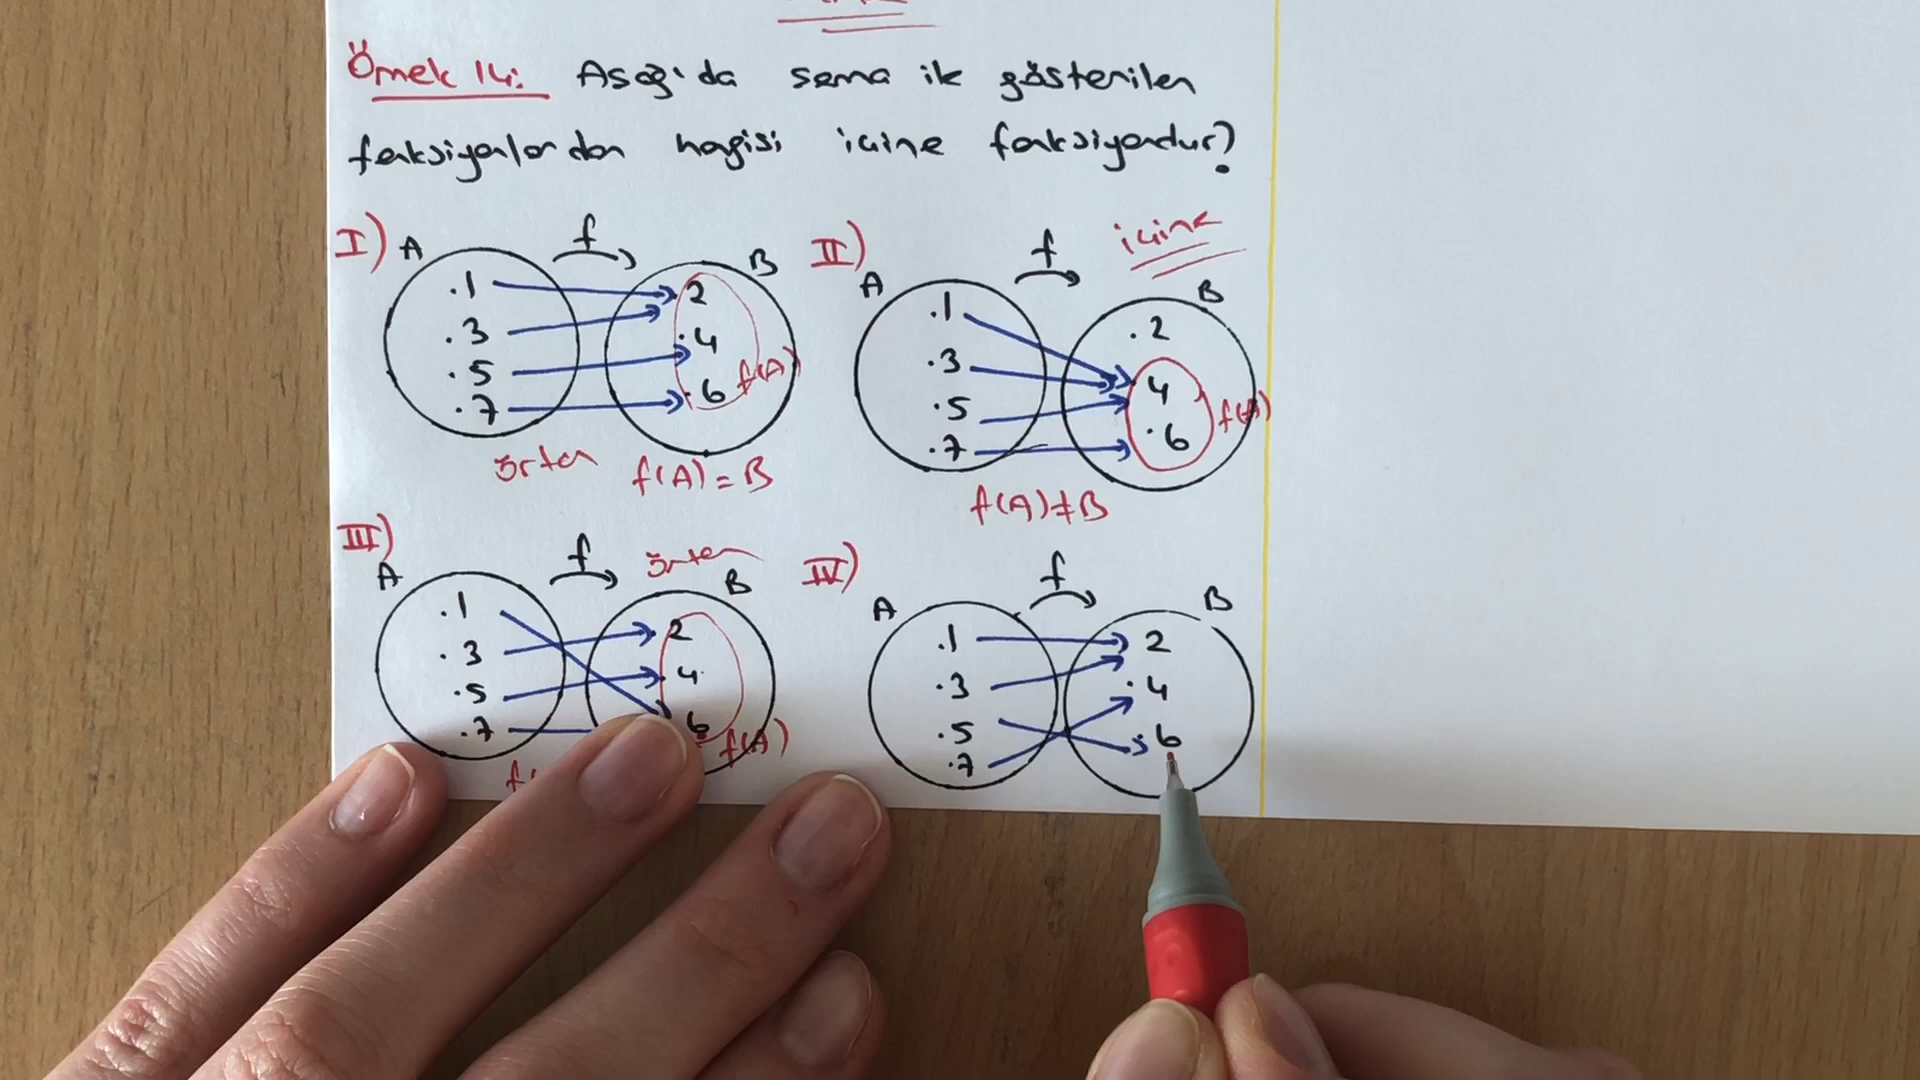 Örnek 14: Aşağıda şema ile gösterilen
fonksiyonlardan hangisi içine fonksiyondur?
I) A f B
.1 2
.3 .4
.5 .6 f(A)
.7
örten f(A)=B
II) A f içine B
.1 .2
.3 4
.5 .6 f(A)
.7
f(A)≠B
III) A f örten B
.1 2
.3 4.
.5 6 f(A)
.7
IV) A f B
.1 2
.3 .4
.5 .6
.7